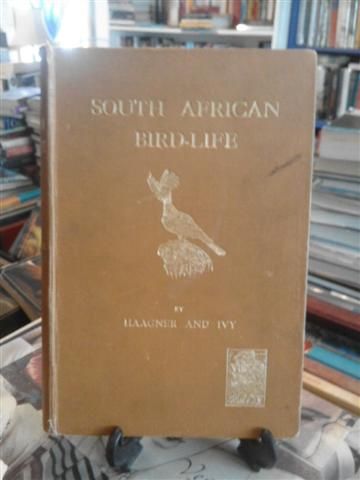 SOUTH AFRICAN
BIRD-LIFE
BY
HAAGNER AND IVY